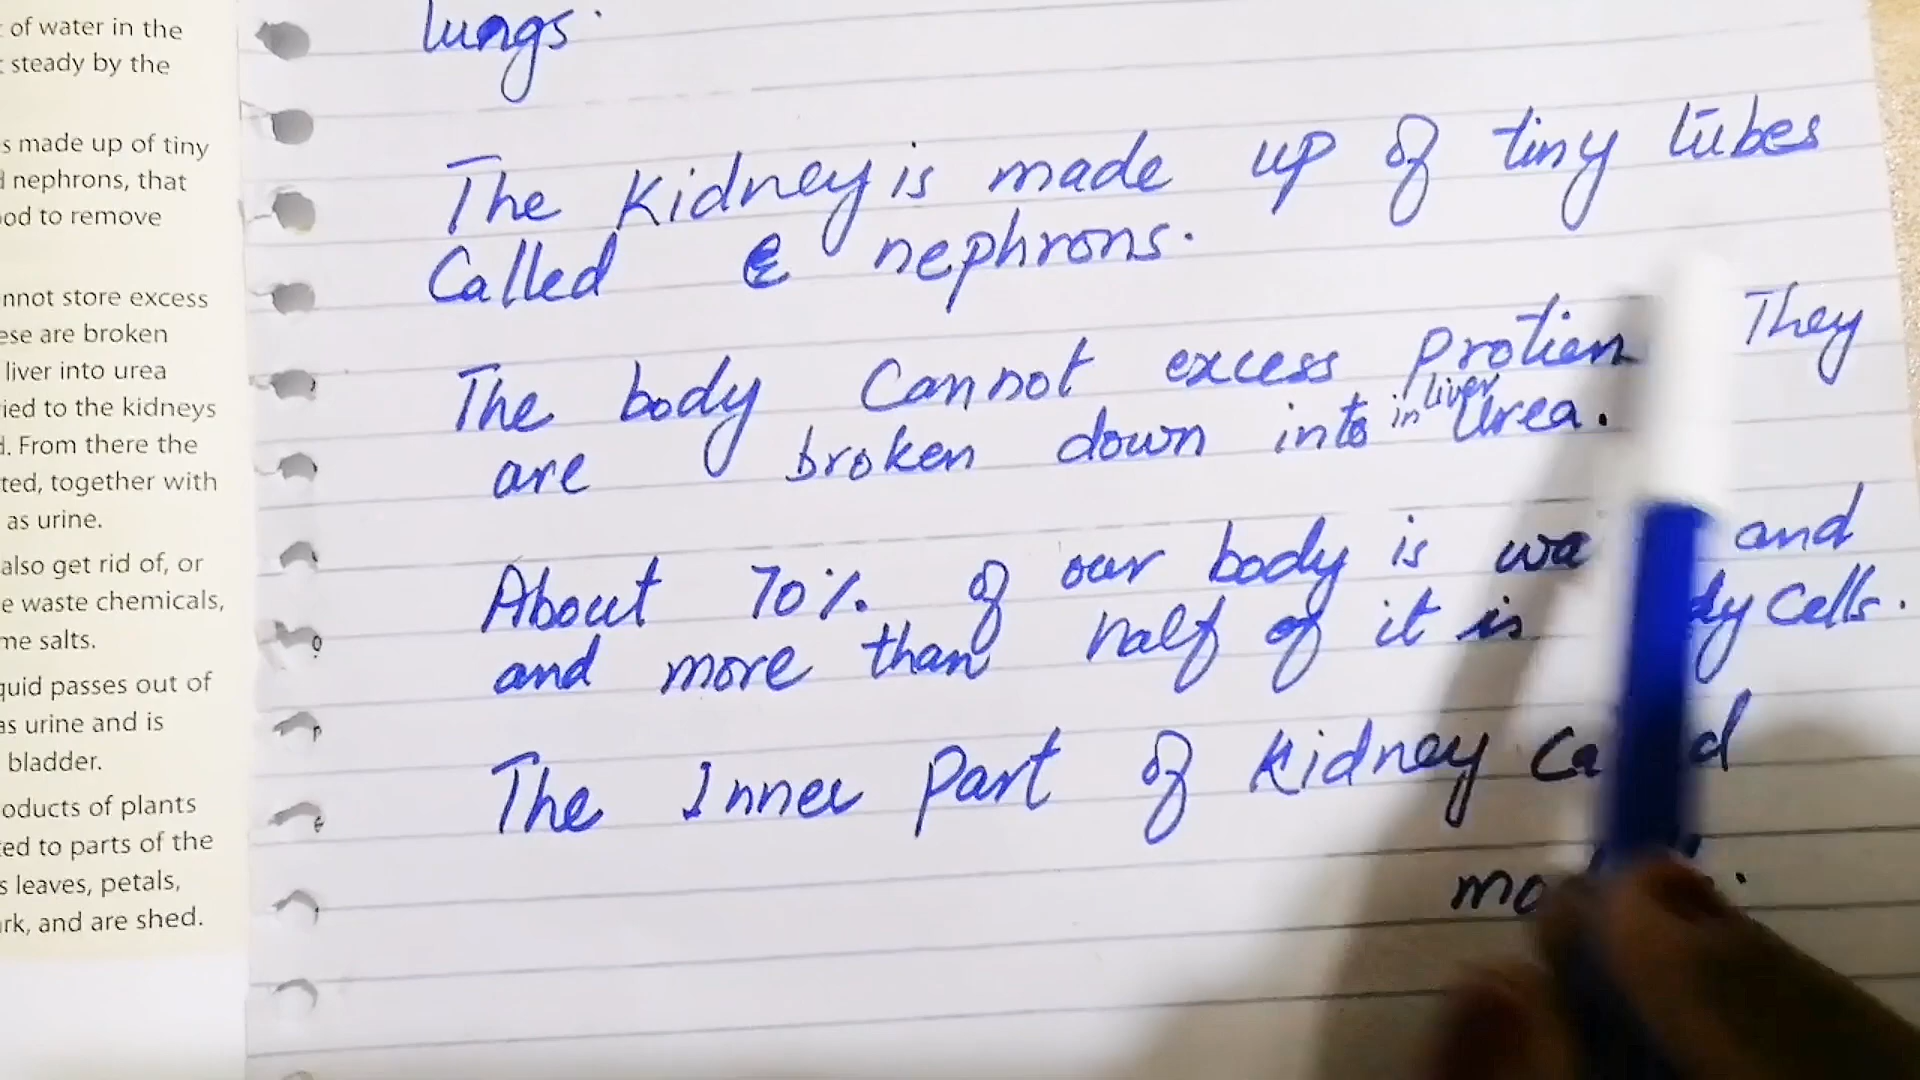 of water in the
steady by the
s made up of tiny
nephrons, that
ood to remove
nnot store excess
ese are broken
liver into urea
ied to the kidneys
. From there the
ted, together with
as urine.
also get rid of, or
e waste chemicals,
me salts.
quid passes out of
as urine and is
bladder.
oducts of plants
ted to parts of the
s leaves, petals,
rk, and are shed.
lungs.
The Kidney is made up of tiny tubes
Called nephrons.
The body Cannot excess protien They
are broken down into in liver Urea.
About 70% of our body is wa and
and more than half of it is dy Cells.
The Inner Part of Kidney Ca d
mo